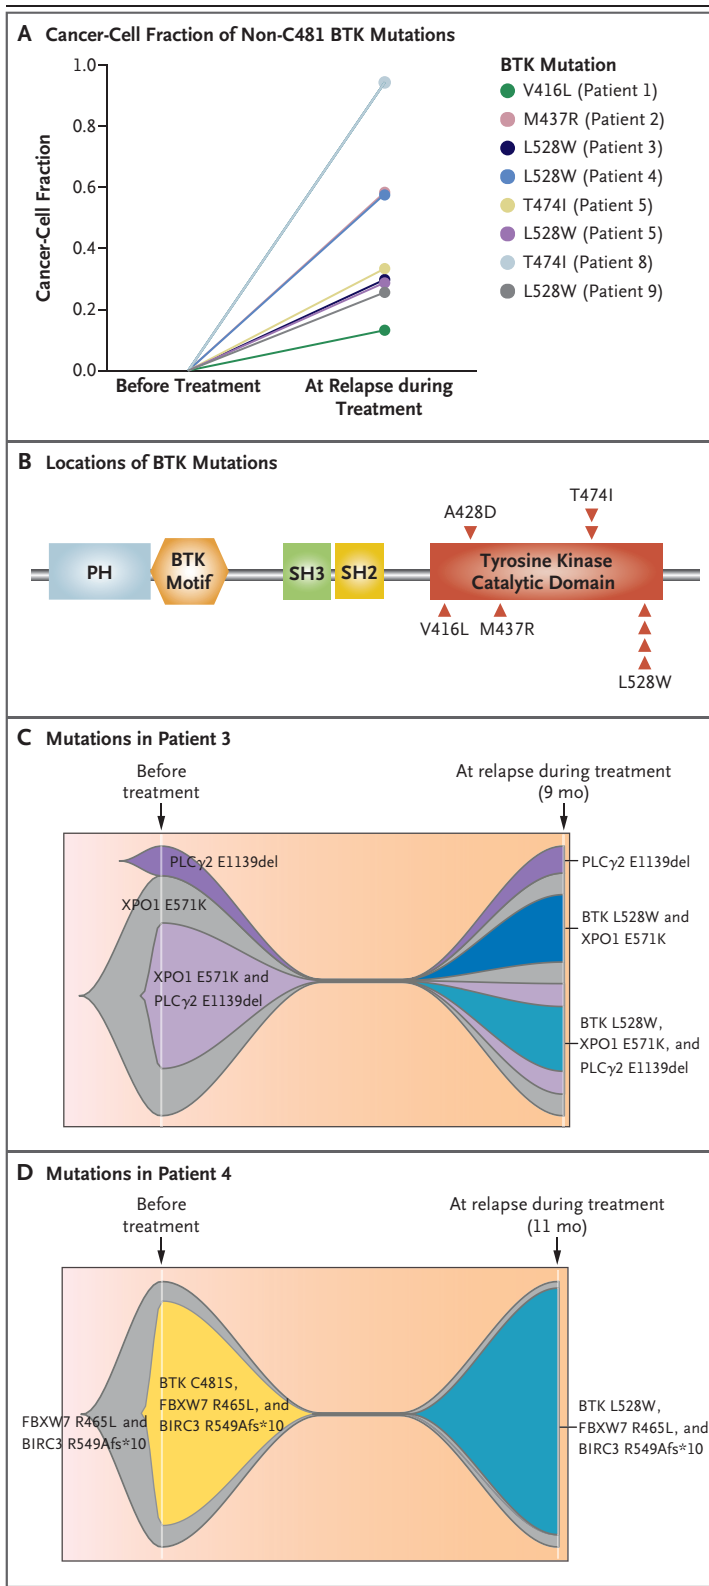 A Cancer-Cell Fraction of Non-C481 BTK Mutations
Cancer-Cell Fraction
1.0
0.8
0.6
0.4
0.2
0.0
Before Treatment
At Relapse during
Treatment
BTK Mutation
V416L (Patient 1)
M437R (Patient 2)
L528W (Patient 3)
L528W (Patient 4)
T474I (Patient 5)
L528W (Patient 5)
T474I (Patient 8)
L528W (Patient 9)
B Locations of BTK Mutations
T474I
A428D
PH
BTK
Motif
SH3
SH2
Tyrosine Kinase
Catalytic Domain
V416L
M437R
L528W
C Mutations in Patient 3
Before
treatment
At relapse during treatment
(9 mo)
PLCγ2 E1139del
XPO1 E571K
XPO1 E571K and
PLCγ2 E1139del
PLCγ2 E1139del
BTK L528W and
XPO1 E571K
BTK L528W,
XPO1 E571K, and
PLCγ2 E1139del
D Mutations in Patient 4
Before
treatment
At relapse during treatment
(11 mo)
FBXW7 R465L and
BIRC3 R549Afs*10
BTK C481S,
FBXW7 R465L, and
BIRC3 R549Afs*10
BTK L528W,
FBXW7 R465L, and
BIRC3 R549Afs*10